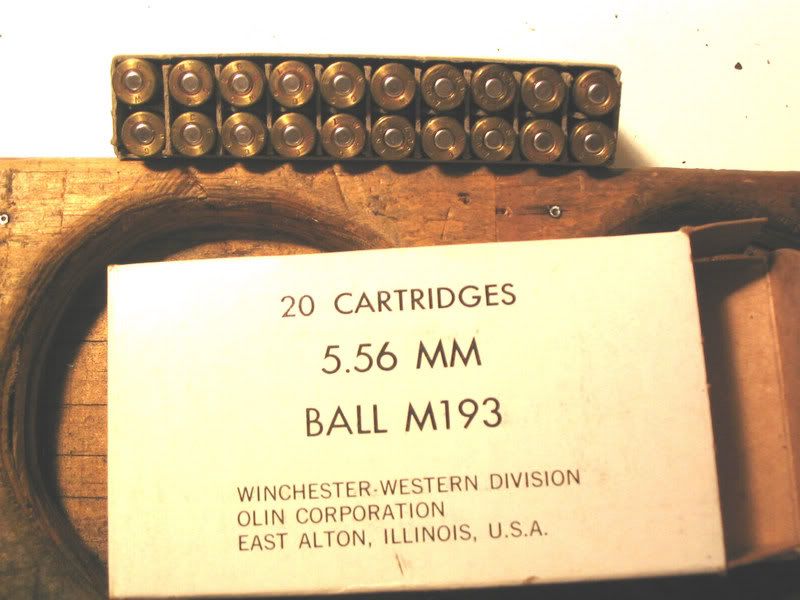 20 CARTRIDGES
5.56 MM
BALL M193
WINCHESTER-WESTERN DIVISION
OLIN CORPORATION
EAST ALTON, ILLINOIS, U.S.A.